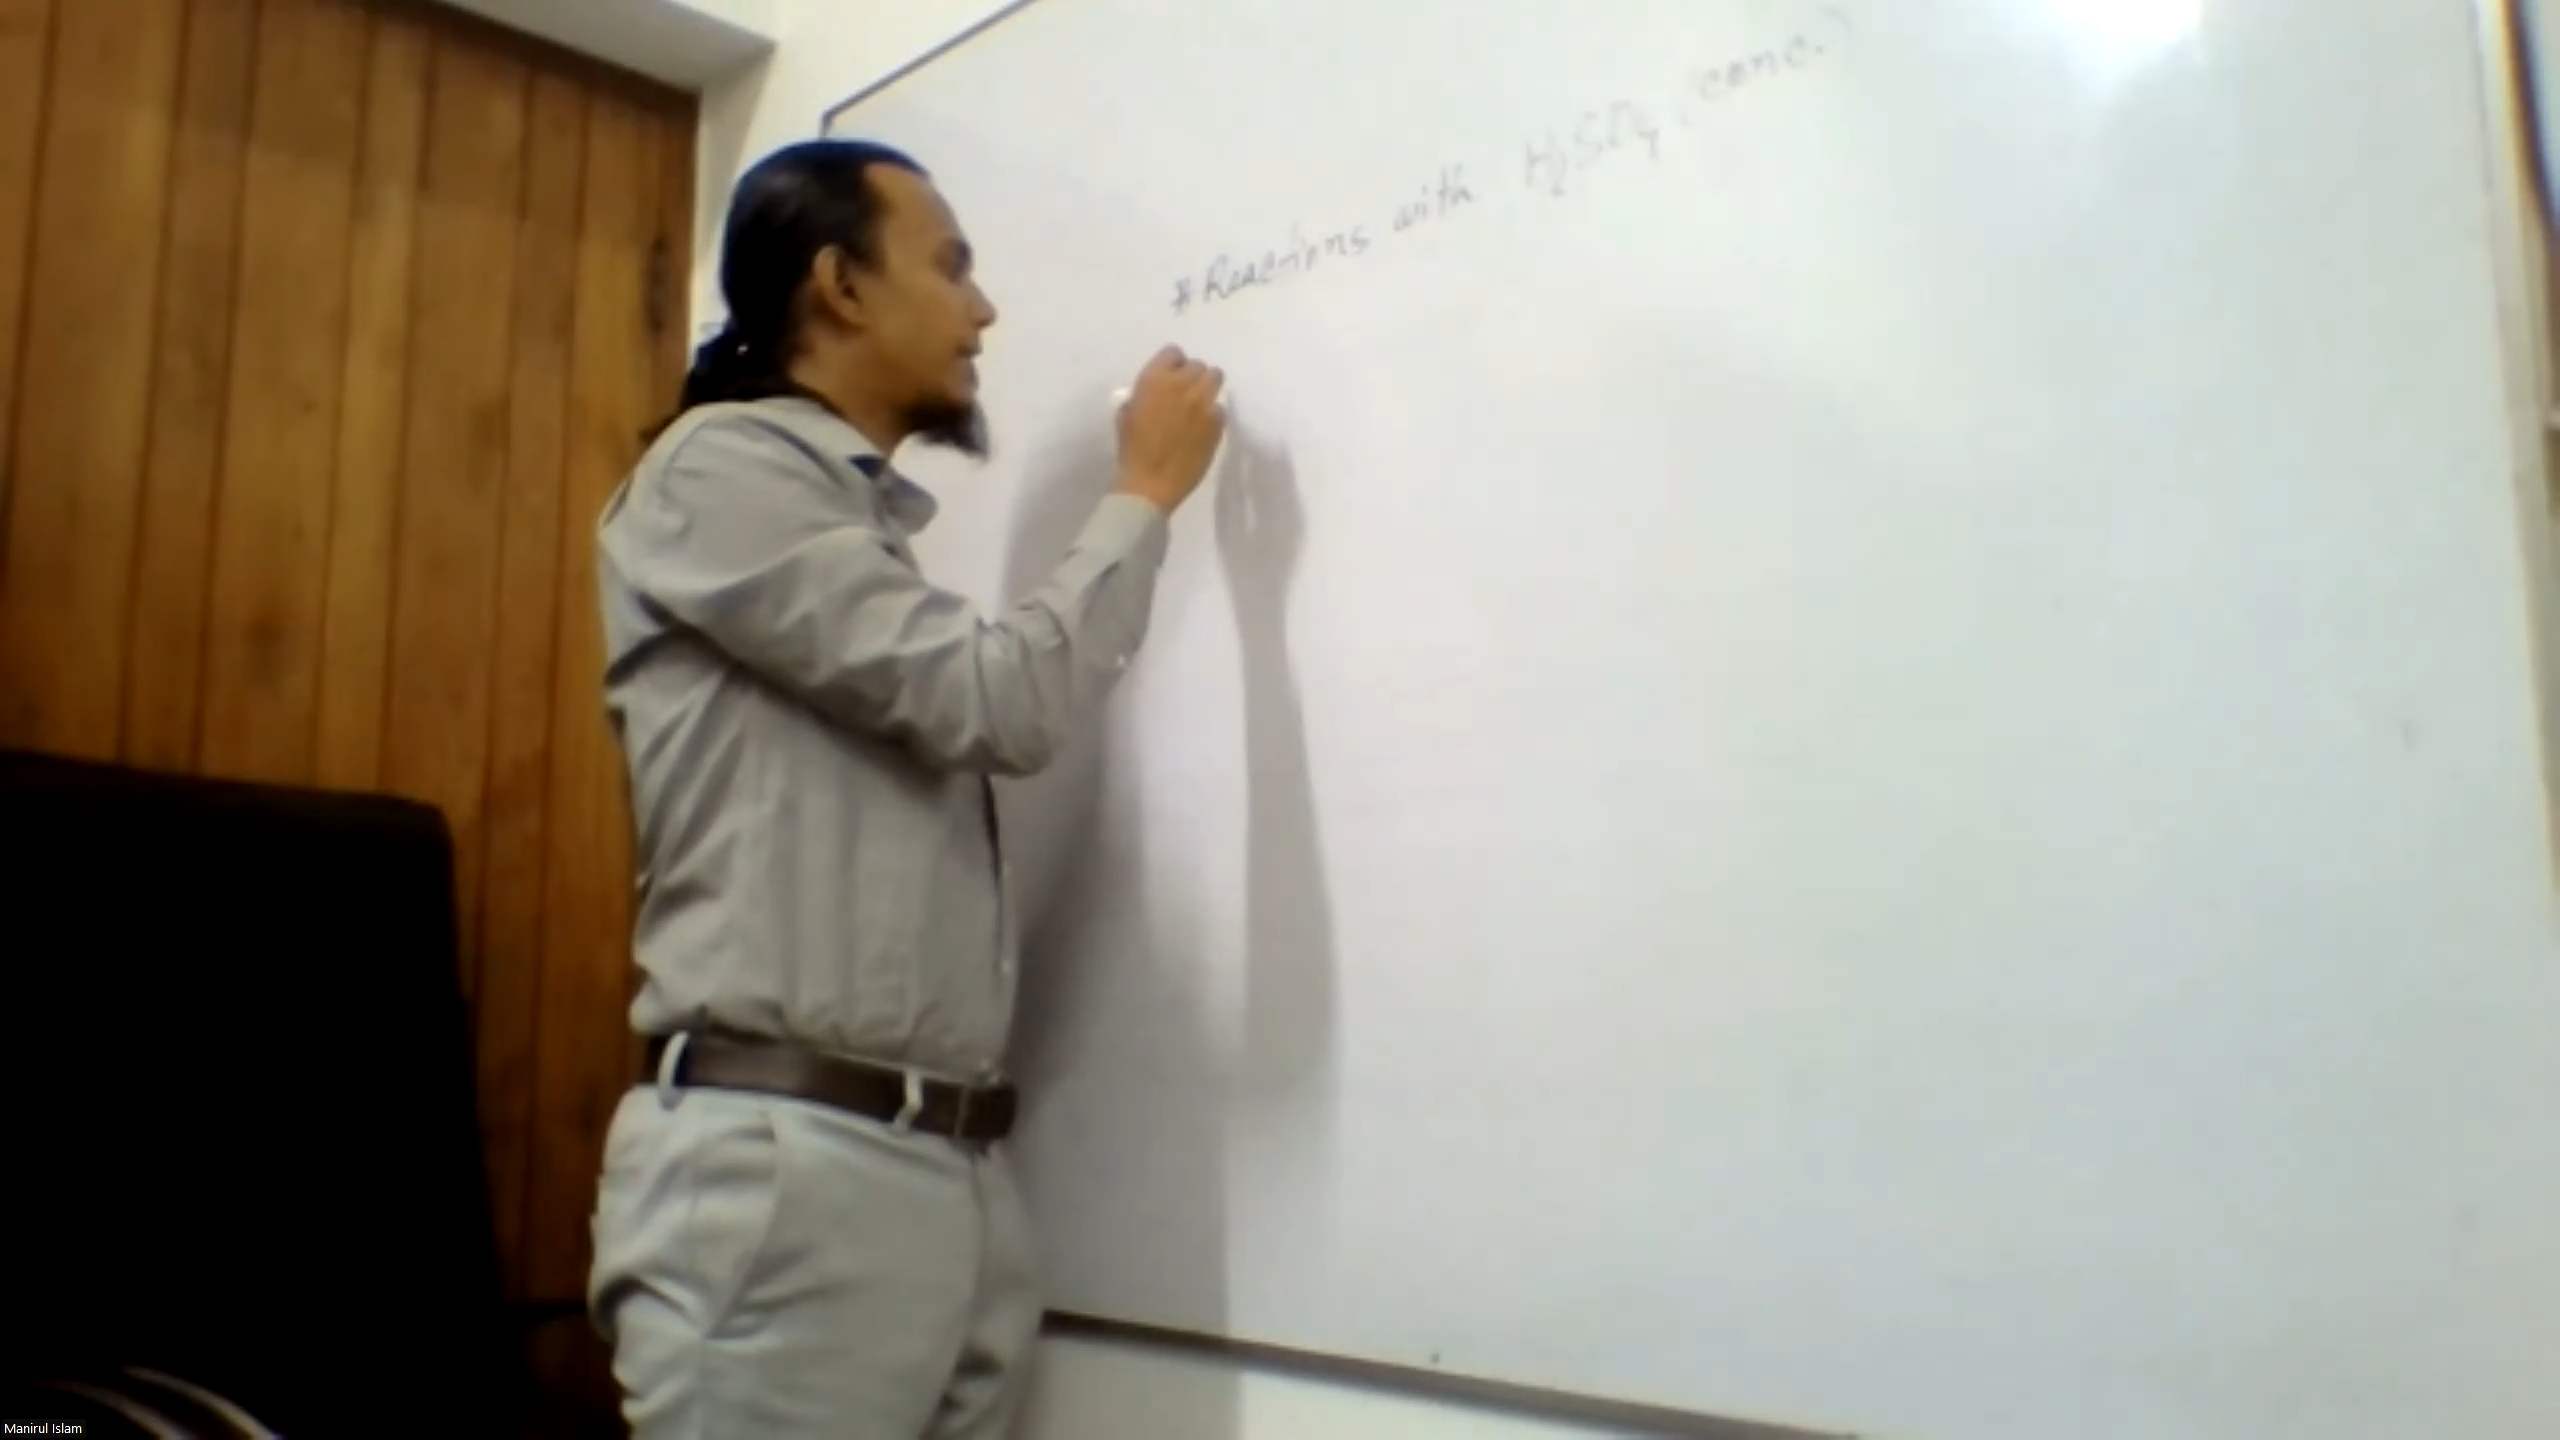 # Reactions with H₂SO₄ (conc.)
Manirul Islam